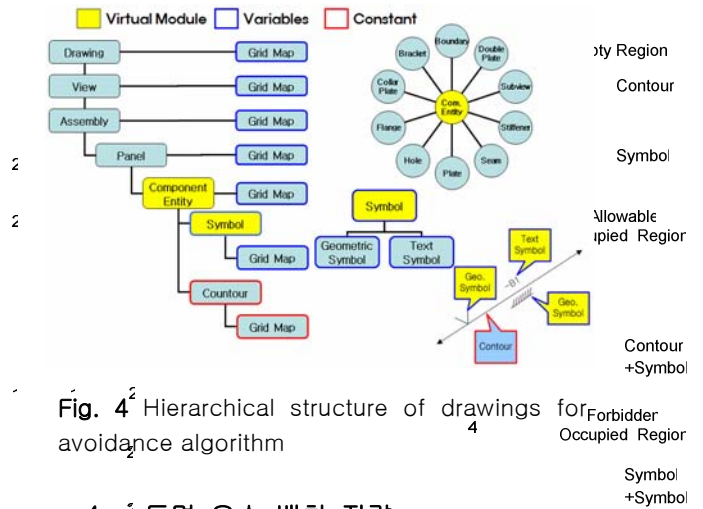 Virtual Module Variables Constant
Drawing Grid Map
View Grid Map
Assembly Grid Map
Panel Grid Map
Component Entity Grid Map
Symbol
Grid Map
Countour
Grid Map
Boundary
Double Plate
Subview
Stiffener
Seam
Plate
Hole
Flange
Collar Plate
Bracket
Com. Entity
Symbol
Geometric Symbol
Text Symbol
Text Symbol
Geo. Symbol
Geo. Symbol
Contour
Region
Contour
Symbol
Allowable
Region
Contour
+Symbol
Forbidden
Occupied Region
Symbol
+Symbol
Fig. 4 Hierarchical structure of drawings for
avoidance algorithm